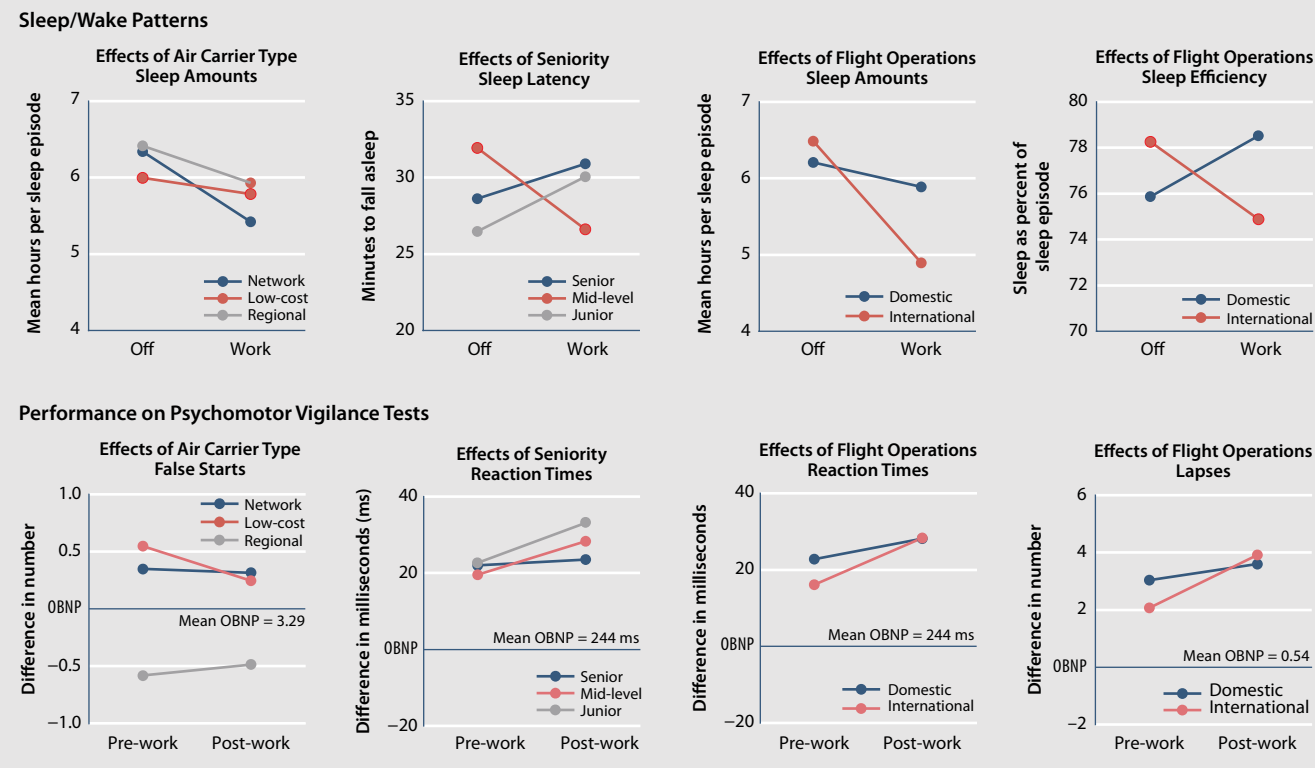 Sleep/Wake Patterns
Effects of Air Carrier Type
Sleep Amounts
Mean hours per sleep episode
7
6
5
4
Network
Low-cost
Regional
Off Work
Effects of Seniority
Sleep Latency
Minutes to fall asleep
35
30
25
20
Senior
Mid-level
Junior
Off Work
Effects of Flight Operations
Sleep Amounts
Mean hours per sleep episode
7
6
5
4
Domestic
International
Off Work
Effects of Flight Operations
Sleep Efficiency
Sleep as percent of
sleep episode
80
78
76
74
72
70
Domestic
International
Off Work
Performance on Psychomotor Vigilance Tests
Effects of Air Carrier Type
False Starts
Difference in number
1.0
0.5
OBNP
−0.5
−1.0
Network
Low-cost
Regional
Mean OBNP = 3.29
Pre-work Post-work
Effects of Seniority
Reaction Times
Difference in milliseconds (ms)
40
20
OBNP
−20
Mean OBNP = 244 ms
Senior
Mid-level
Junior
Pre-work Post-work
Effects of Flight Operations
Reaction Times
Difference in milliseconds
40
20
OBNP
−20
Mean OBNP = 244 ms
Domestic
International
Pre-work Post-work
Effects of Flight Operations
Lapses
Difference in number
6
4
2
OBNP
−2
Mean OBNP = 0.54
Domestic
International
Pre-work Post-work